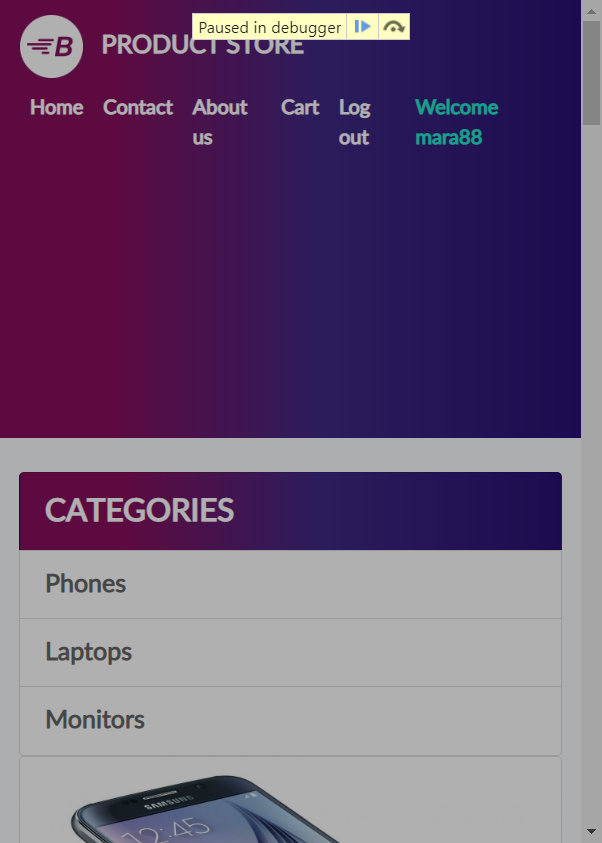 Paused in debugger
B PRODUCT STORE
Home Contact About us Cart Log out Welcome mara88
CATEGORIES
Phones
Laptops
Monitors
SAMSUNG
12:45